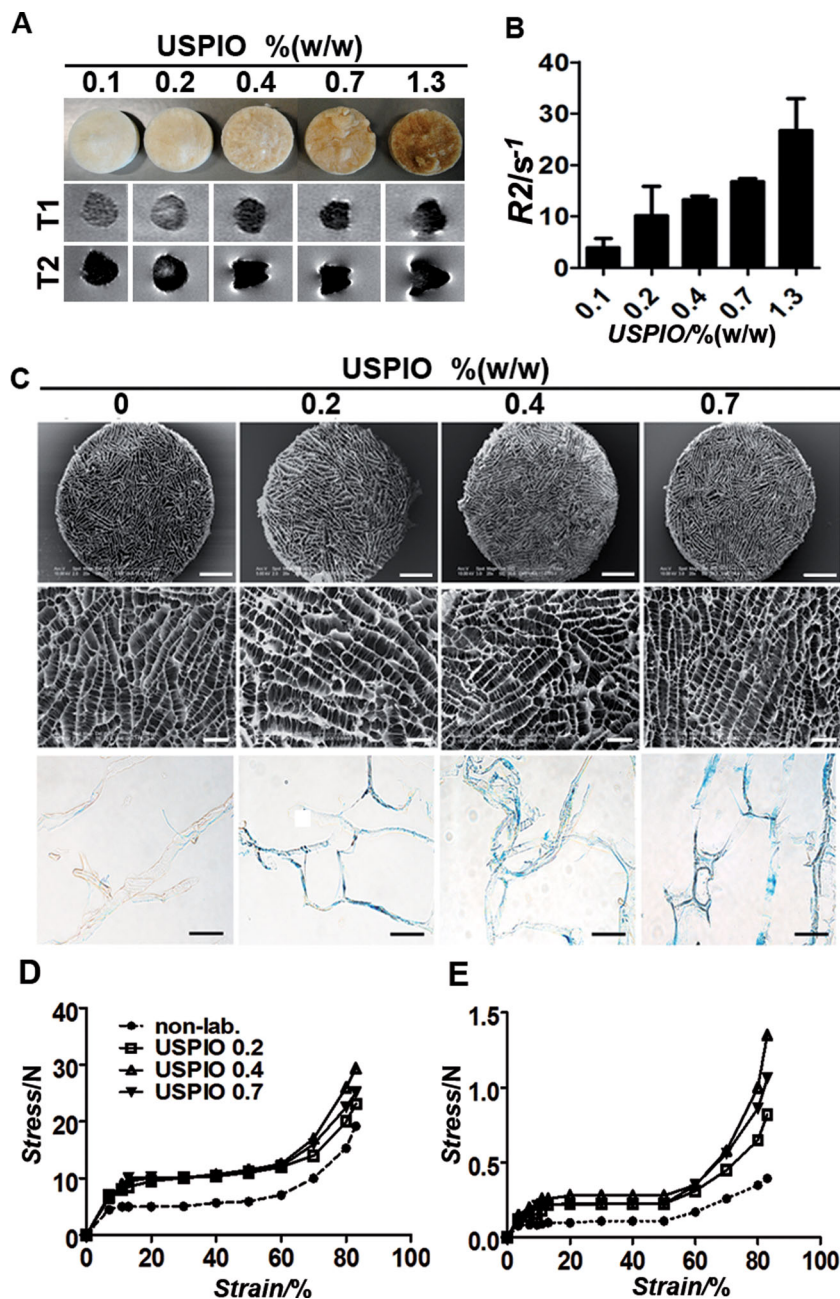 A
USPIO %(w/w)
0.1 0.2 0.4 0.7 1.3
T1
T2
B
40
30
20
10
0
R2/s⁻¹
0.1 0.2 0.4 0.7 1.3
USPIO/%(w/w)
C
USPIO %(w/w)
0 0.2 0.4 0.7
D
40
30
20
10
0
Stress/N
non-lab.
USPIO 0.2
USPIO 0.4
USPIO 0.7
0 20 40 60 80 100
Strain/%
E
1.5
1.0
0.5
0.0
Stress/N
0 20 40 60 80 100
Strain/%